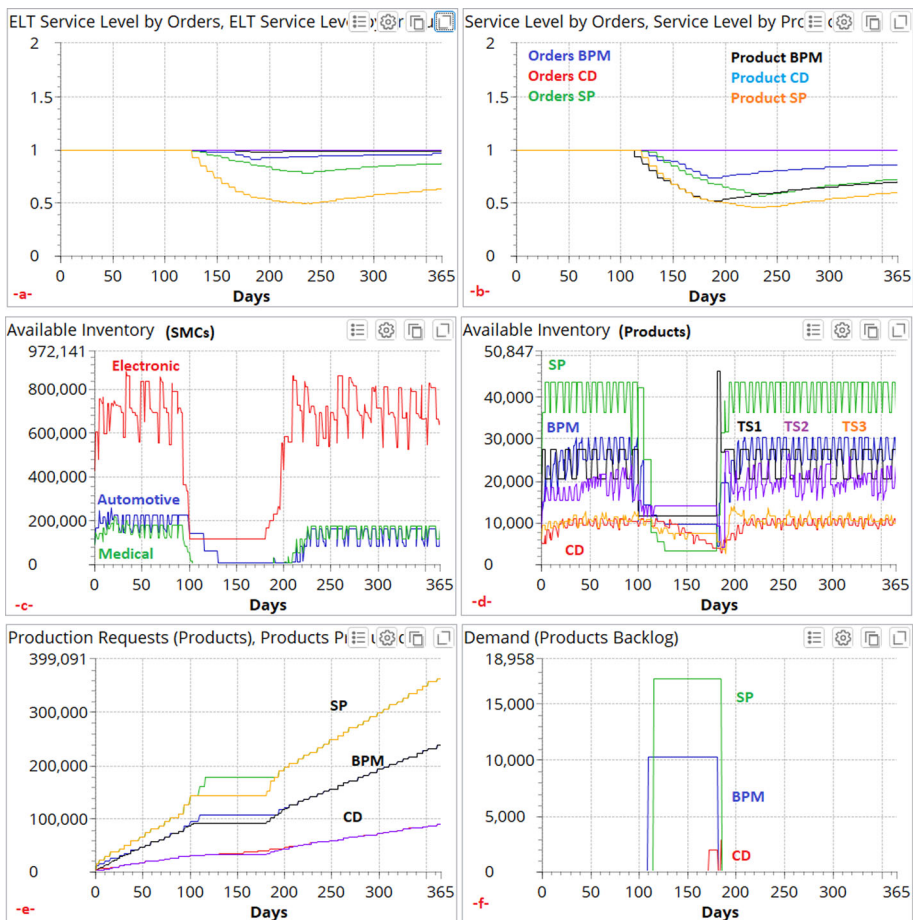 ELT Service Level by Orders, ELT Service Level by
2
1.5
1
0.5
0
0 50 100 150 200 250 300 365
-a-
Days
Service Level by Orders, Service Level by
2
Orders BPM Product BPM
Orders CD Product CD
1.5
Orders SP Product SP
1
0.5
0
0 50 100 150 200 250 300 365
-b-
Days
Available Inventory (SMCs)
972,141
Electronic
800,000
600,000
400,000
Automotive
200,000
Medical
0
0 50 100 150 200 250 300 365
-c-
Days
Available Inventory (Products)
50,847
SP
40,000
BPM TS1 TS2 TS3
30,000
20,000
10,000
CD
0
0 50 100 150 200 250 300 365
-d-
Days
Production Requests (Products), Products
399,091
SP
300,000
BPM
200,000
CD
100,000
0
0 50 100 150 200 250 300 365
-e-
Days
Demand (Products Backlog)
18,958
SP
15,000
10,000
BPM
5,000
CD
0
0 50 100 150 200 250 300 365
-f-
Days